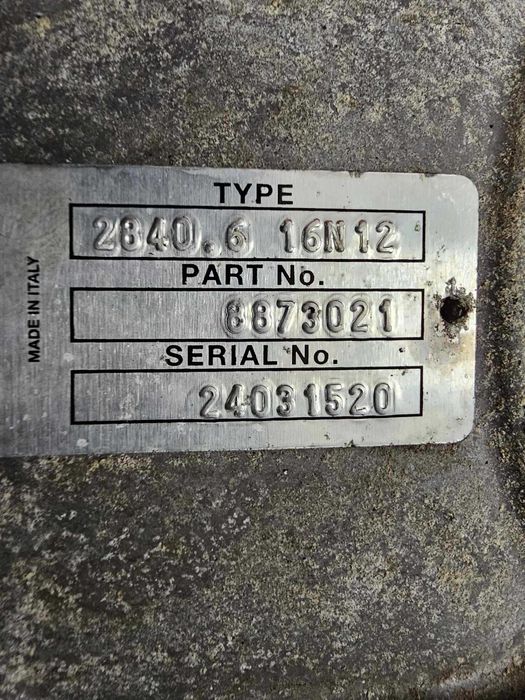 TYPE
2840.6 16N12
PART No.
8873021
SERIAL No.
24031520
MADE IN ITALY